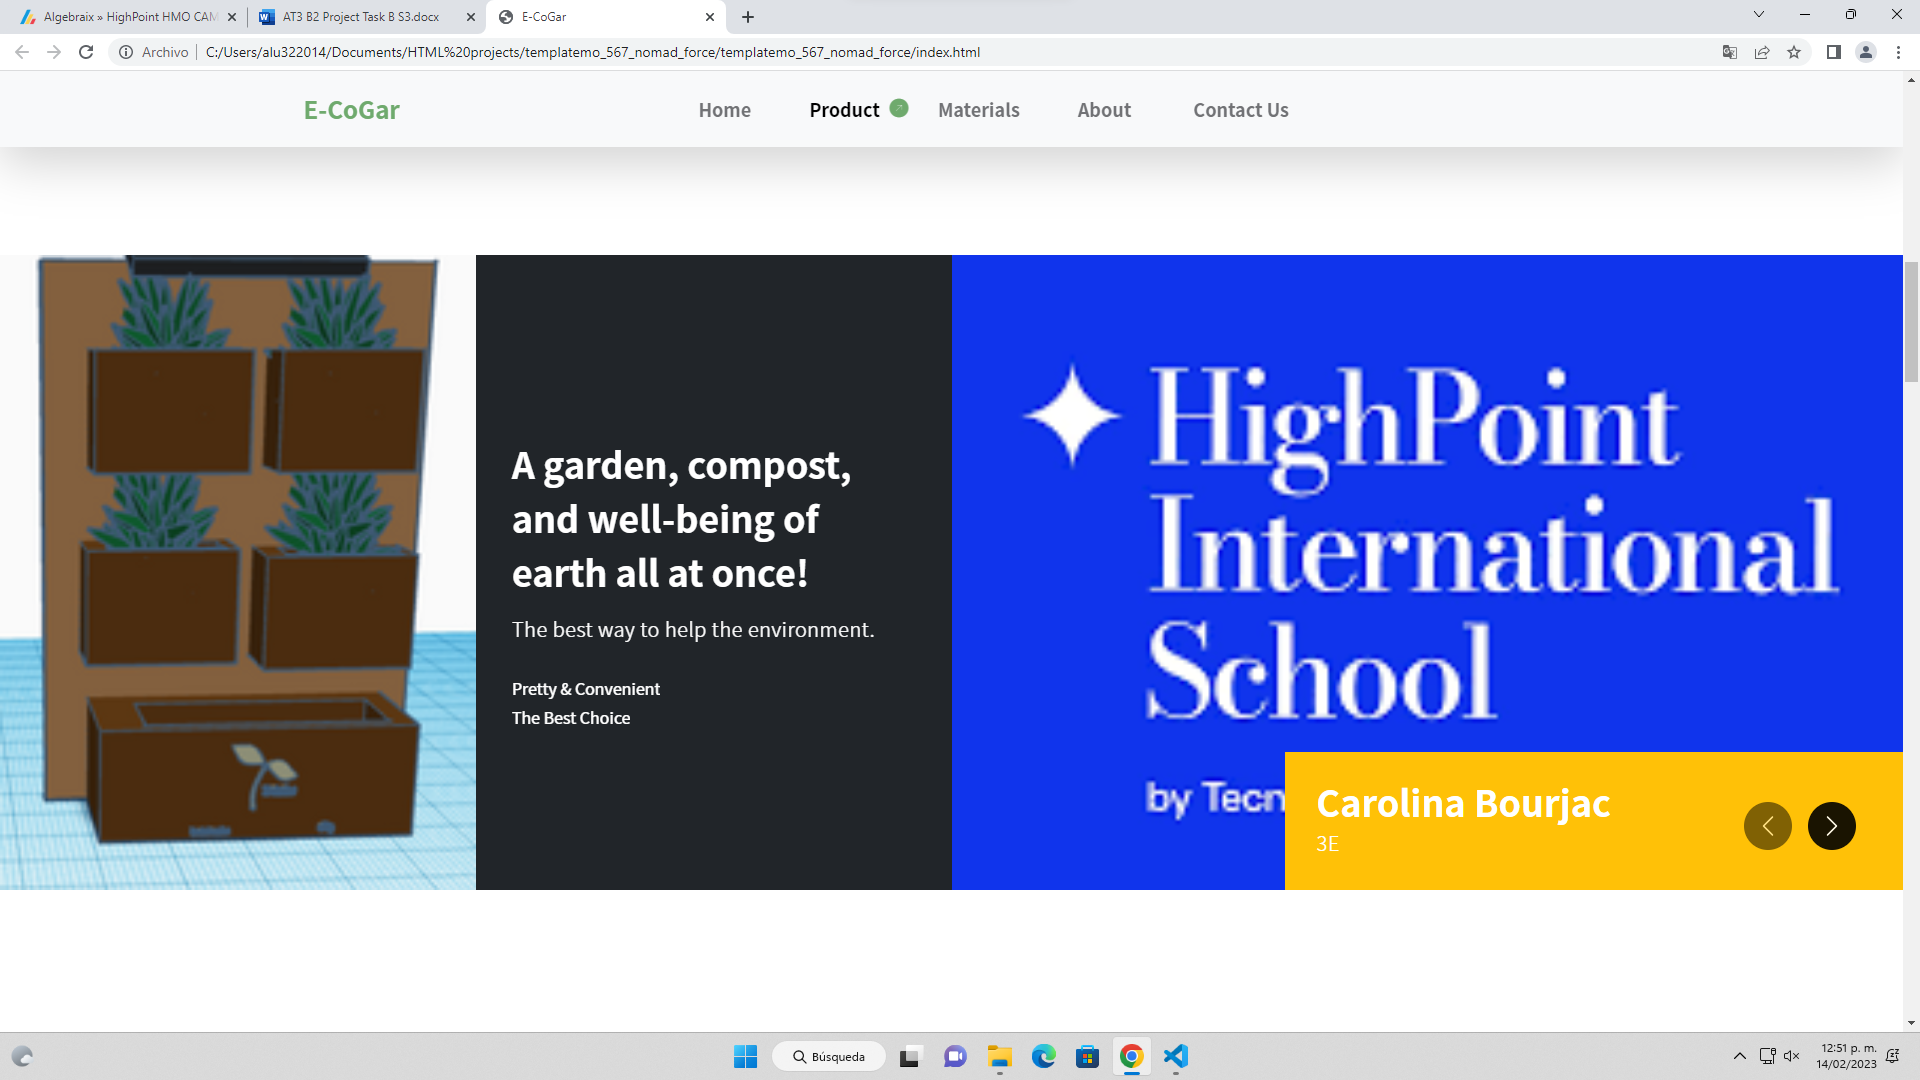 Algebraix » HighPoint HMO CAM
AT3 B2 Project Task B S3.docx
E-CoGar
Archivo
C:/Users/alu322014/Documents/HTML%20projects/templatemo_567_nomad_force/templatemo_567_nomad_force/index.html
E-CoGar
Home
Product
Materials
About
Contact Us
A garden, compost,
and well-being of
earth all at once!
The best way to help the environment.
Pretty & Convenient
The Best Choice
HighPoint
International
School
by Tecn
Carolina Bourjac
3E
Búsqueda
12:51 p. m.
14/02/2023